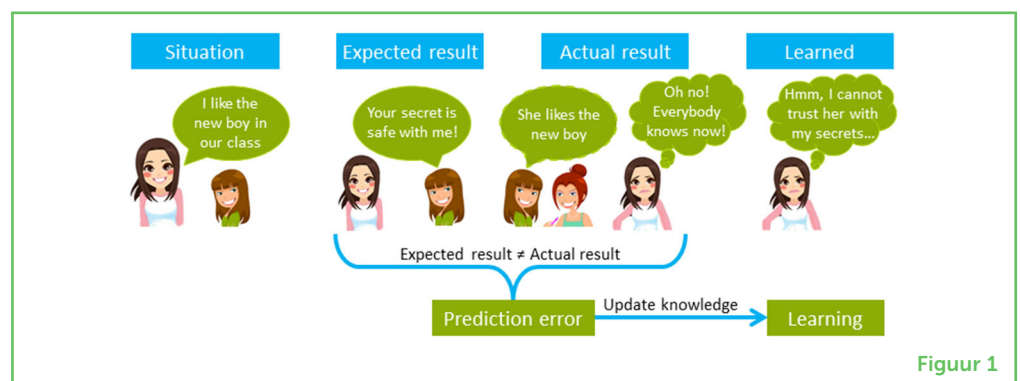 Situation
Expected result
Actual result
Learned
I like the
new boy in
our class
Your secret is
safe with me!
She likes the
new boy
Oh no!
Everybody
knows now!
Hmm, I cannot
trust her with
my secrets...
Expected result ≠ Actual result
Prediction error
Update knowledge
Learning
Figuur 1